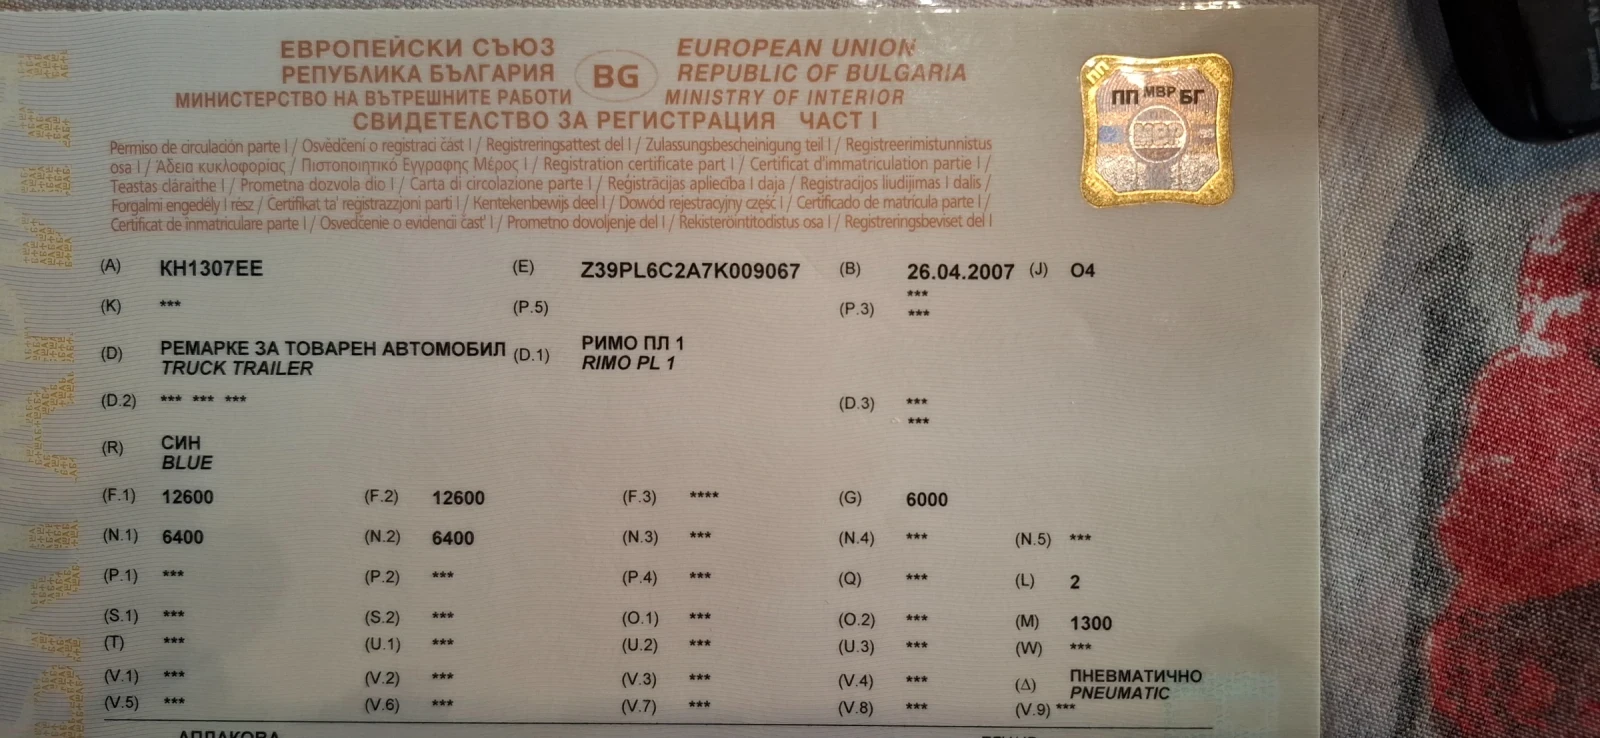 ЕВРОПЕЙСКИ СЪЮЗ EUROPEAN UNION
РЕПУБЛИКА БЪЛГАРИЯ BG REPUBLIC OF BULGARIA
МИНИСТЕРСТВО НА ВЪТРЕШНИТЕ РАБОТИ MINISTRY OF INTERIOR
СВИДЕТЕЛСТВО ЗА РЕГИСТРАЦИЯ ЧАСТ I
ПП МВР БГ
Permiso de circulación parte I / Osvědčení o registraci část I / Registreringsattest del I / Zulassungsbescheinigung teil I / Registreerimistunnistus
osa I / Άδεια κυκλοφορίας / Πιστοποιητικό Εγγραφης Μέρος I / Registration certificate part I / Certificat d'immatriculation partie I /
Teastas cláraithe I / Prometna dozvola dio I / Carta di circolazione parte I / Reģistrācijas apliecība I daja / Registracijos liudijimas I dalis /
Forgalmi engedély I rész / Certifikat ta' reġistrazzjoni parti I / Kentekenbewijs deel I / Dowód rejestracyjny część I / Certificado de matrícula parte I /
Certificat de inmatriculare parte I / Osvedčenie o evidencii časť I / Prometno dovoljenje del I / Rekisteröintitodistus osa I / Registreringsbeviset del I
(A) KH1307EE (E) Z39PL6C2A7K009067 (B) 26.04.2007 (J) O4
(K) *** (P.5) (P.3) ***
***
(D) РЕМАРКЕ ЗА ТОВАРЕН АВТОМОБИЛ (D.1) РИМО ПЛ 1
TRUCK TRAILER RIMO PL 1
(D.2) *** *** *** (D.3) ***
***
(R) СИН
BLUE
(F.1) 12600 (F.2) 12600 (F.3) **** (G) 6000
(N.1) 6400 (N.2) 6400 (N.3) *** (N.4) *** (N.5) ***
(P.1) *** (P.2) *** (P.4) *** (Q) *** (L) 2
(S.1) *** (S.2) *** (O.1) *** (O.2) *** (M) 1300
(T) *** (U.1) *** (U.2) *** (U.3) *** (W) ***
(V.1) *** (V.2) *** (V.3) *** (V.4) *** (Δ) ПНЕВМАТИЧНО
PNEUMATIC
(V.5) *** (V.6) *** (V.7) *** (V.8) *** (V.9) ***